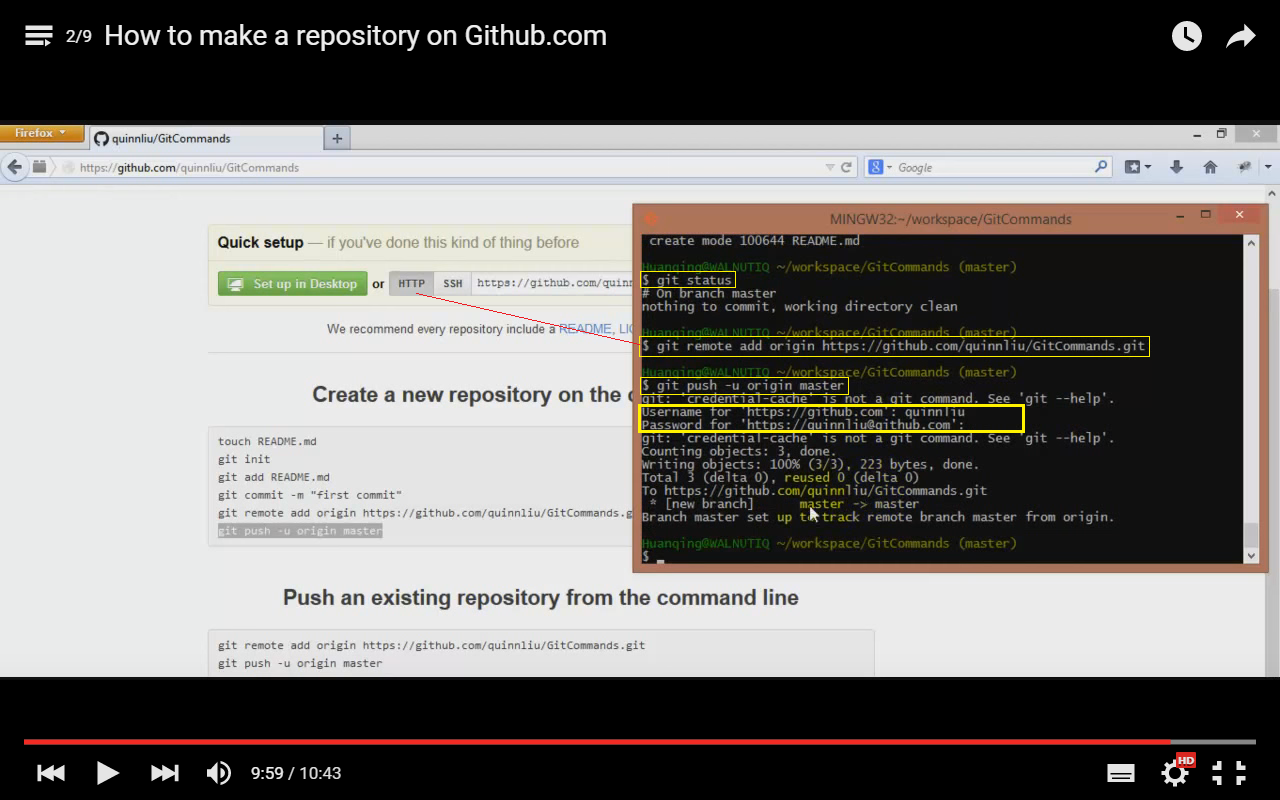 2/9 How to make a repository on Github.com
Firefox
quinnliu/GitCommands
https://github.com/quinnliu/GitCommands
Google
Quick setup — if you've done this kind of thing before
Set up in Desktop or HTTP SSH https://github.com/quinn
We recommend every repository include a README,
Create a new repository on the
touch README.md
git init
git add README.md
git commit -m "first commit"
git remote add origin https://github.com/quinnliu/GitCommands.g
git push -u origin master
Push an existing repository from the command line
git remote add origin https://github.com/quinnliu/GitCommands.git
git push -u origin master
MINGW32:~/workspace/GitCommands
create mode 100644 README.md
Huanqing@WALNUTIQ ~/workspace/GitCommands (master)
$ git status
# On branch master
nothing to commit, working directory clean
Huanqing@WALNUTIQ ~/workspace/GitCommands (master)
$ git remote add origin https://github.com/quinnliu/GitCommands.git
Huanqing@WALNUTIQ ~/workspace/GitCommands (master)
$ git push -u origin master
git: 'credential-cache' is not a git command. See 'git --help'.
Username for 'https://github.com': quinnliu
Password for 'https://quinnliu@github.com':
git: 'credential-cache' is not a git command. See 'git --help'.
Counting objects: 3, done.
Writing objects: 100% (3/3), 223 bytes, done.
Total 3 (delta 0), reused 0 (delta 0)
To https://github.com/quinnliu/GitCommands.git
* [new branch] master -> master
Branch master set up to track remote branch master from origin.
Huanqing@WALNUTIQ ~/workspace/GitCommands (master)
$
9:59 / 10:43
HD